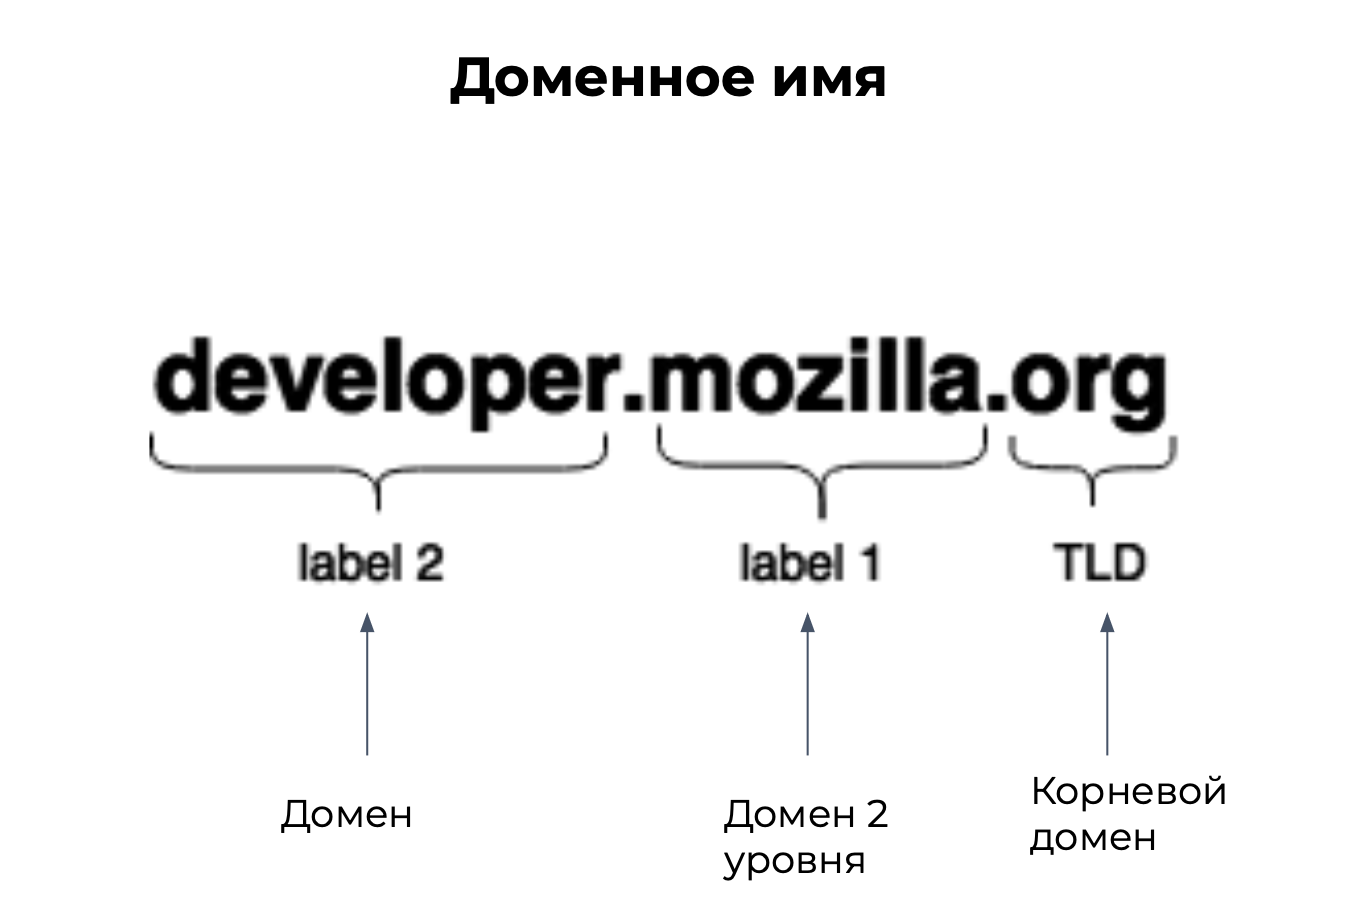 Доменное имя
developer.mozilla.org
label 2 label 1 TLD
Домен
Домен 2
уровня
Корневой
домен